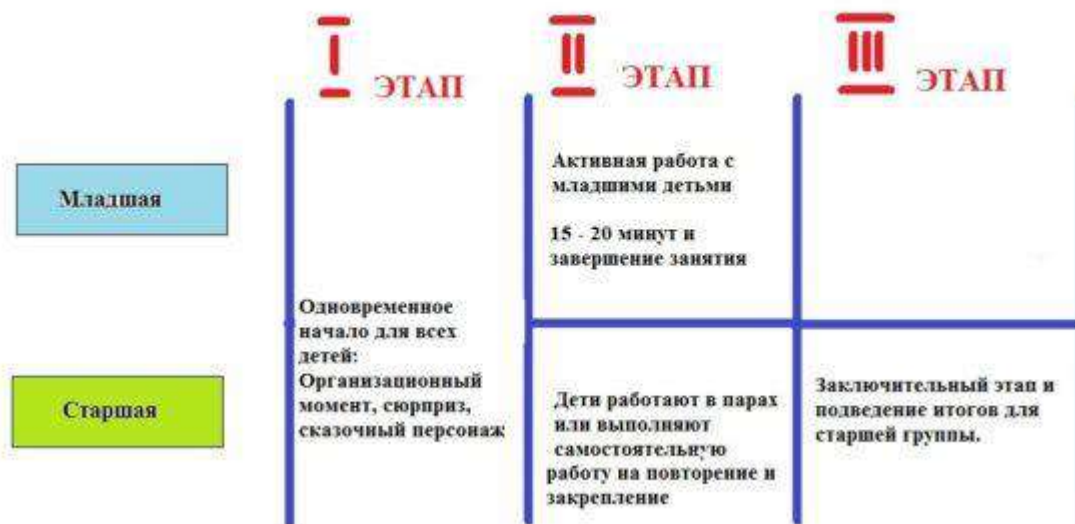 I ЭТАП
II ЭТАП
III ЭТАП
Младшая
Активная работа с
младшими детьми
15 - 20 минут и
завершение занятия
Одновременное
начало для всех
детей:
Организационный
момент, сюрприз,
сказочный персонаж
Старшая
Дети работают в парах
или выполняют
самостоятельную
работу на повторение и
закрепление
Заключительный этап и
подведение итогов для
старшей группы.